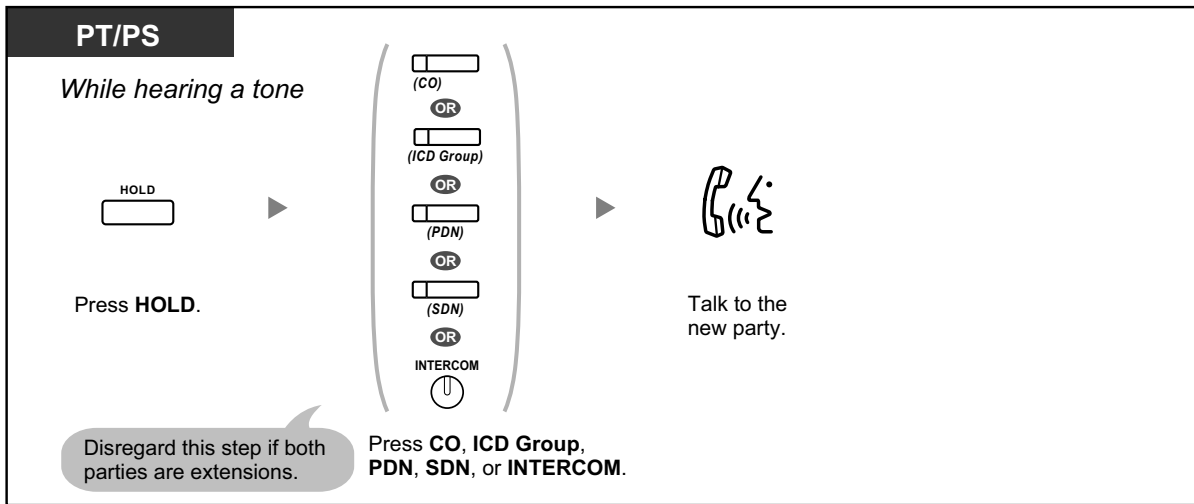 PT/PS
While hearing a tone
HOLD
Press HOLD.
(CO)
OR
(ICD Group)
OR
(PDN)
OR
(SDN)
OR
INTERCOM
Disregard this step if both
parties are extensions.
Press CO, ICD Group,
PDN, SDN, or INTERCOM.
Talk to the
new party.